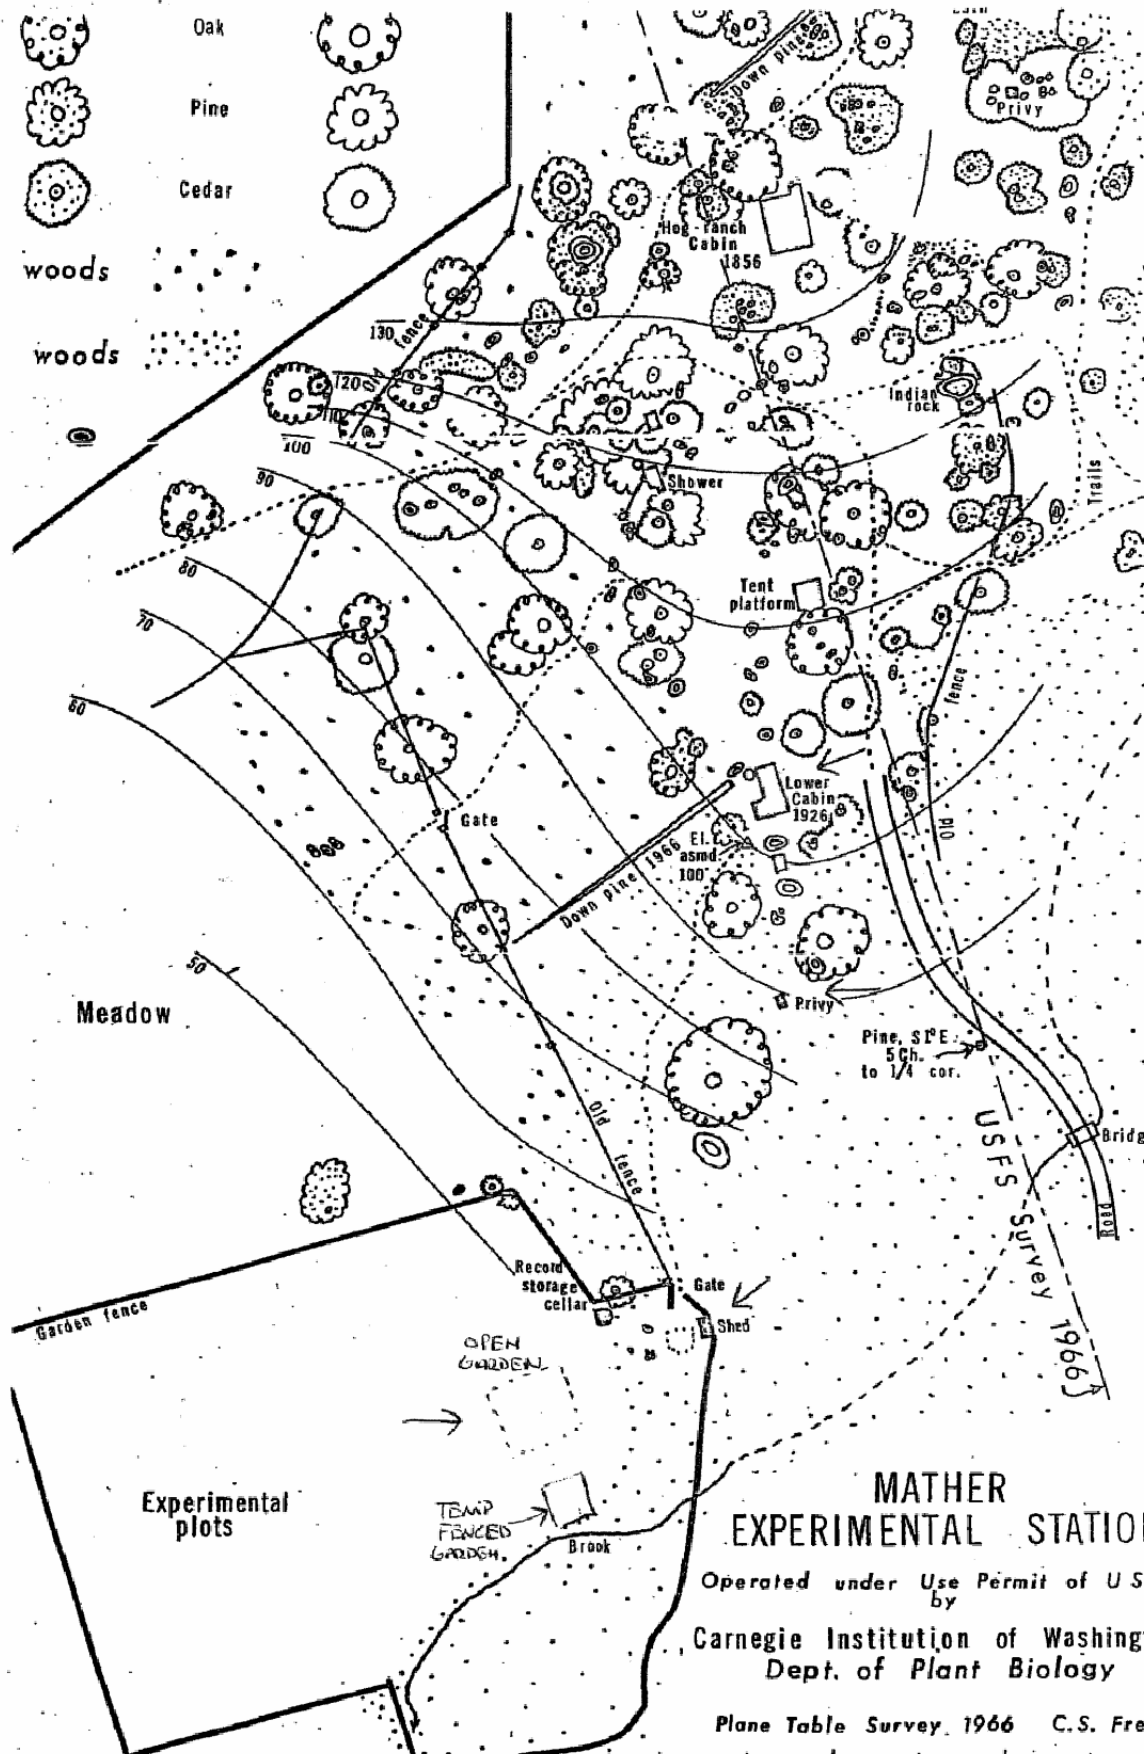 Oak
Pine
Cedar
woods
woods
Down pine
Privy
Hog-ranch
Cabin
1856
130
fence
Old
120
110
100
90
80
70
60
50
Indian
rock
Trails
Shower
Tent
platform
fence
Old
Lower
Cabin
1926
El.
asmd.
100'
Gate
Down pine 1966
Meadow
Privy
Pine, S1°E
5Ch.
to 1/4 cor.
Old
fence
USFS Survey 1966
Bridg
Road
Record
storage
cellar
Gate
Shed
Garden fence
OPEN
GARDEN
Experimental
plots
TEMP
FENCED
GARDEN.
Brook
MATHER
EXPERIMENTAL STATIO
Operated under Use Permit of U S
by
Carnegie Institution of Washing
Dept. of Plant Biology
Plane Table Survey 1966 C.S. Fre